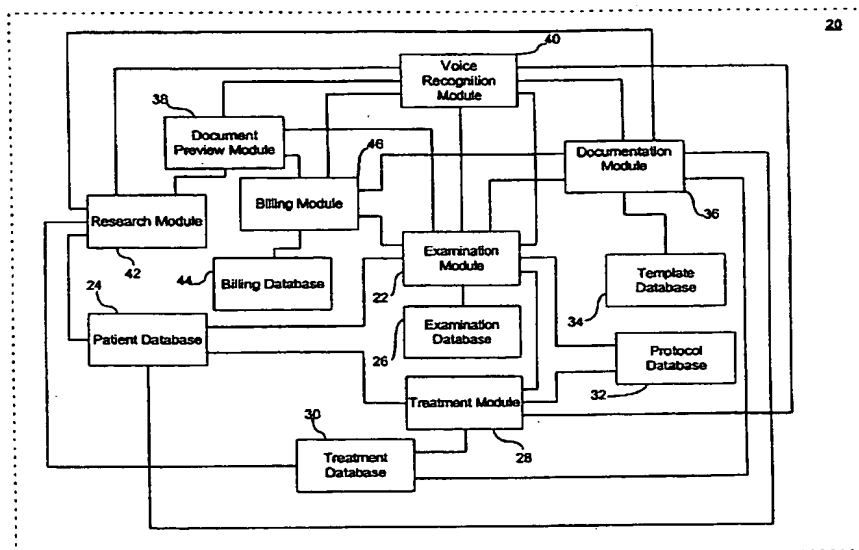 20
40
Voice
Recognition
Module
38
Document
Preview Module
46
Documentation
Module
36
Billing Module
Research Module
42
Examination
Module
22
44
Billing Database
24
Template
Database
34
Patient Database
26
Examination
Database
Protocol
Database
32
Treatment Module
28
30
Treatment
Database